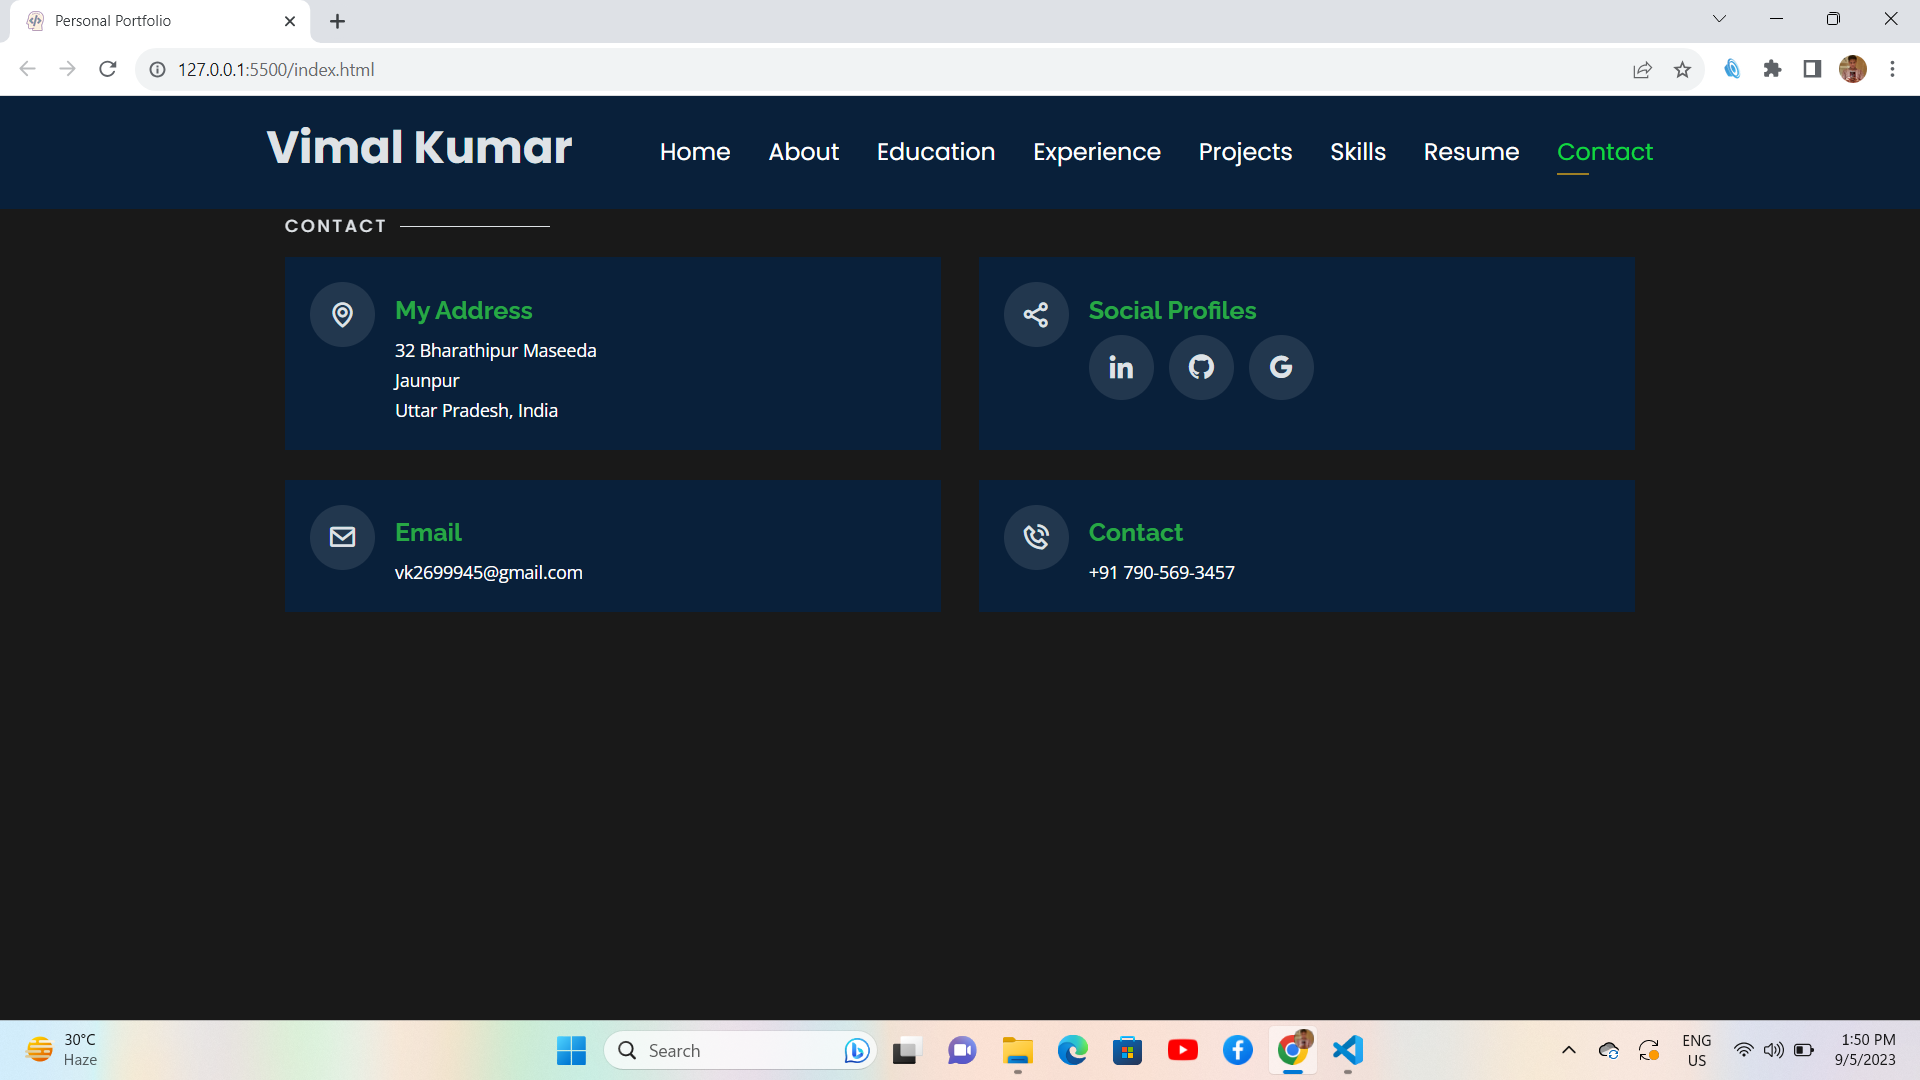 Personal Portfolio
127.0.0.1:5500/index.html
Vimal Kumar
Home About Education Experience Projects Skills Resume Contact
CONTACT
My Address
32 Bharathipur Maseeda
Jaunpur
Uttar Pradesh, India
Social Profiles
in
G
Email
vk2699945@gmail.com
Contact
+91 790-569-3457
30°C
Haze
Search
ENG
US
1:50 PM
9/5/2023